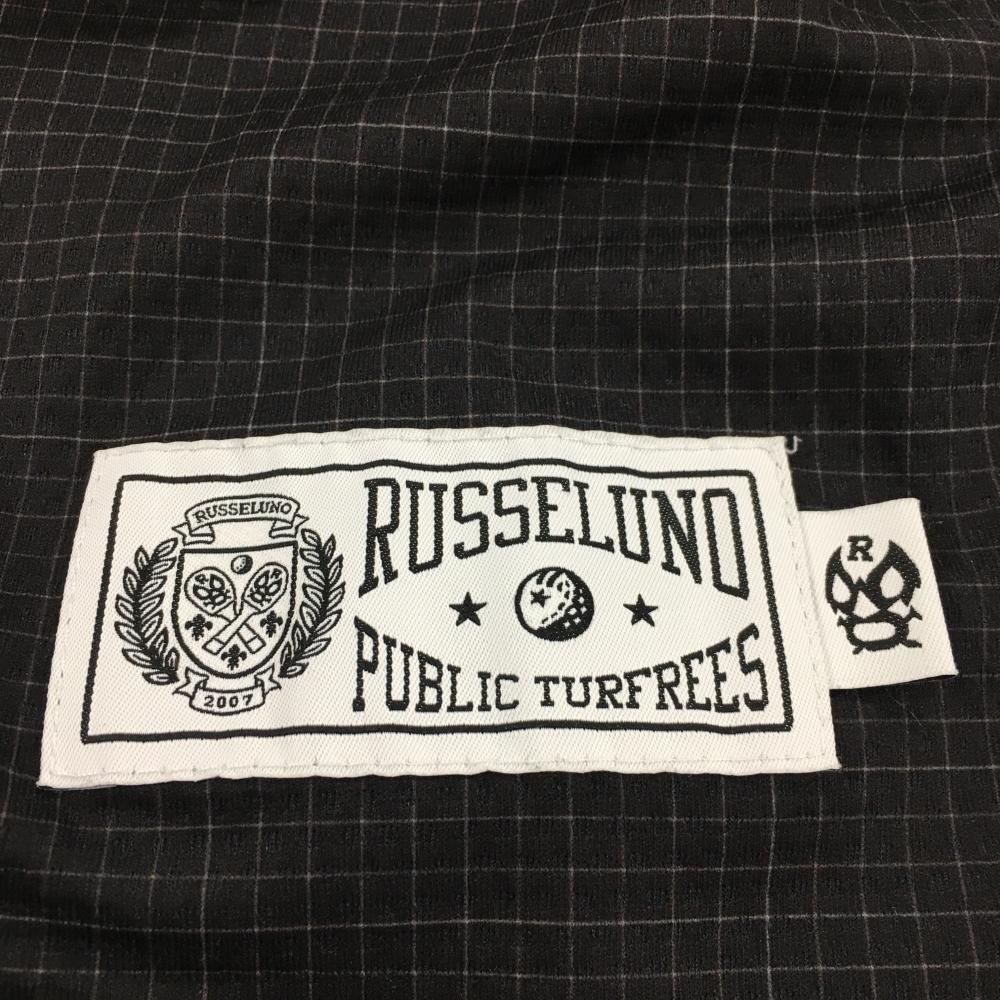 RUSSELUNO
2007
RUSSELUNO
PUBLIC TURFREES
R